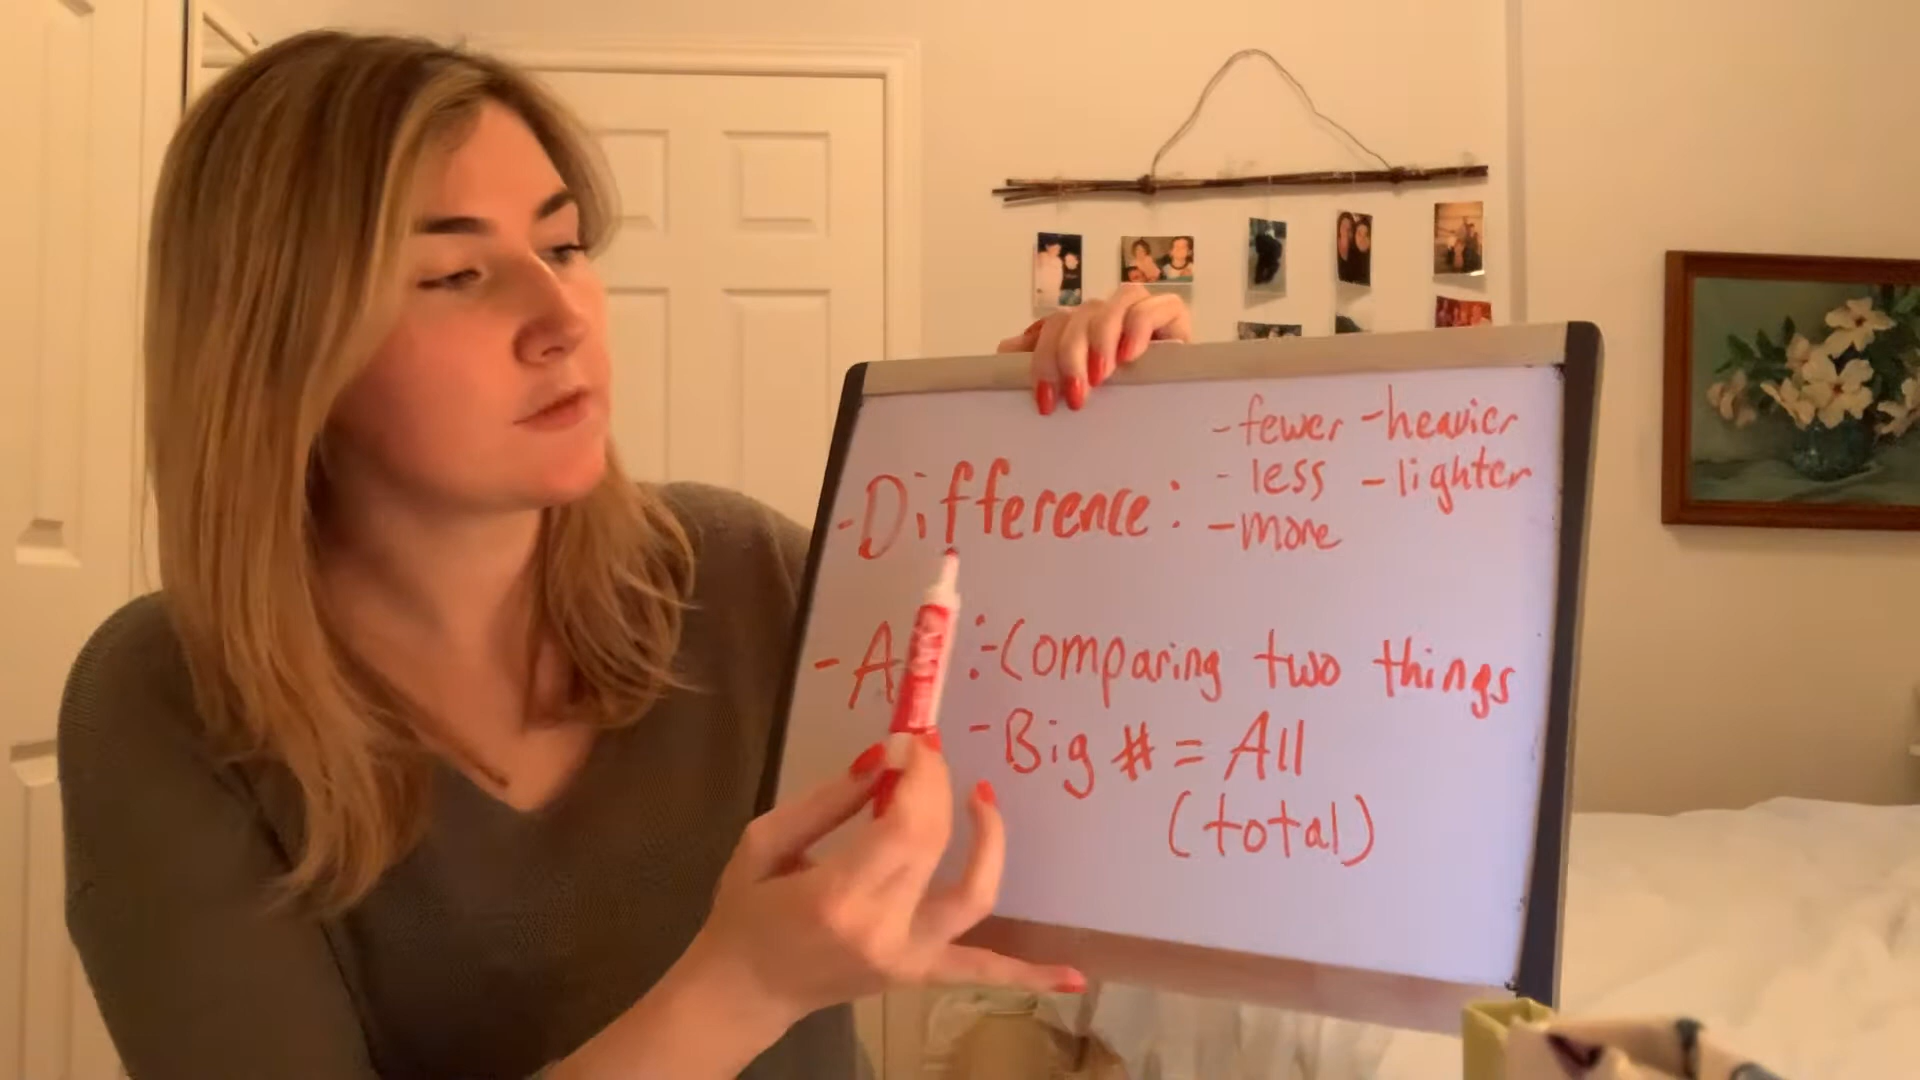 - fewer - heavier
- less - lighter
- Difference :
- more
- A : - Comparing two things
- Big # = All
(total)